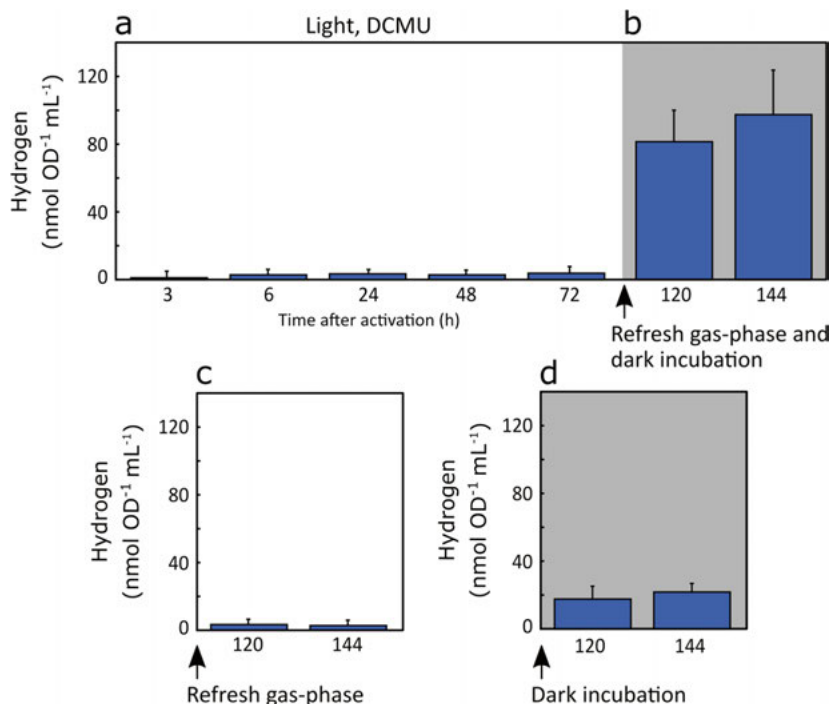 a
Light, DCMU
b
Hydrogen
(nmol OD⁻¹ mL⁻¹)
120
80
40
0
3
6
24
48
72
120
144
Time after activation (h)
Refresh gas-phase and
dark incubation
c
Hydrogen
(nmol OD⁻¹ mL⁻¹)
120
80
40
0
120
144
Refresh gas-phase
d
Hydrogen
(nmol OD⁻¹ mL⁻¹)
120
80
40
0
120
144
Dark incubation